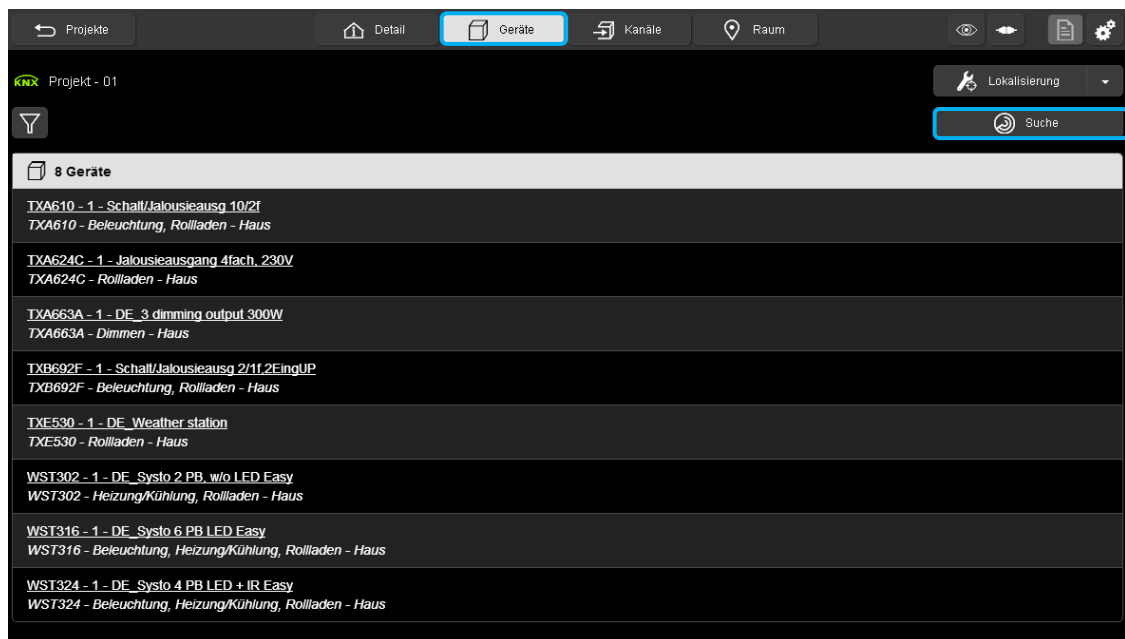 Projekte
Detail
Geräte
Kanäle
Raum
KNX Projekt - 01
Lokalisierung
Suche
8 Geräte
TXA610 - 1 - Schalt/Jalousieausg 10/2f
TXA610 - Beleuchtung, Rollladen - Haus
TXA624C - 1 - Jalousieausgang 4fach, 230V
TXA624C - Rollladen - Haus
TXA663A - 1 - DE_3 dimming output 300W
TXA663A - Dimmen - Haus
TXB692F - 1 - Schalt/Jalousieausg 2/1f,2EingUP
TXB692F - Beleuchtung, Rollladen - Haus
TXE530 - 1 - DE_Weather station
TXE530 - Rollladen - Haus
WST302 - 1 - DE_Systo 2 PB, w/o LED Easy
WST302 - Heizung/Kühlung, Rollladen - Haus
WST316 - 1 - DE_Systo 6 PB LED Easy
WST316 - Beleuchtung, Heizung/Kühlung, Rollladen - Haus
WST324 - 1 - DE_Systo 4 PB LED + IR Easy
WST324 - Beleuchtung, Heizung/Kühlung, Rollladen - Haus